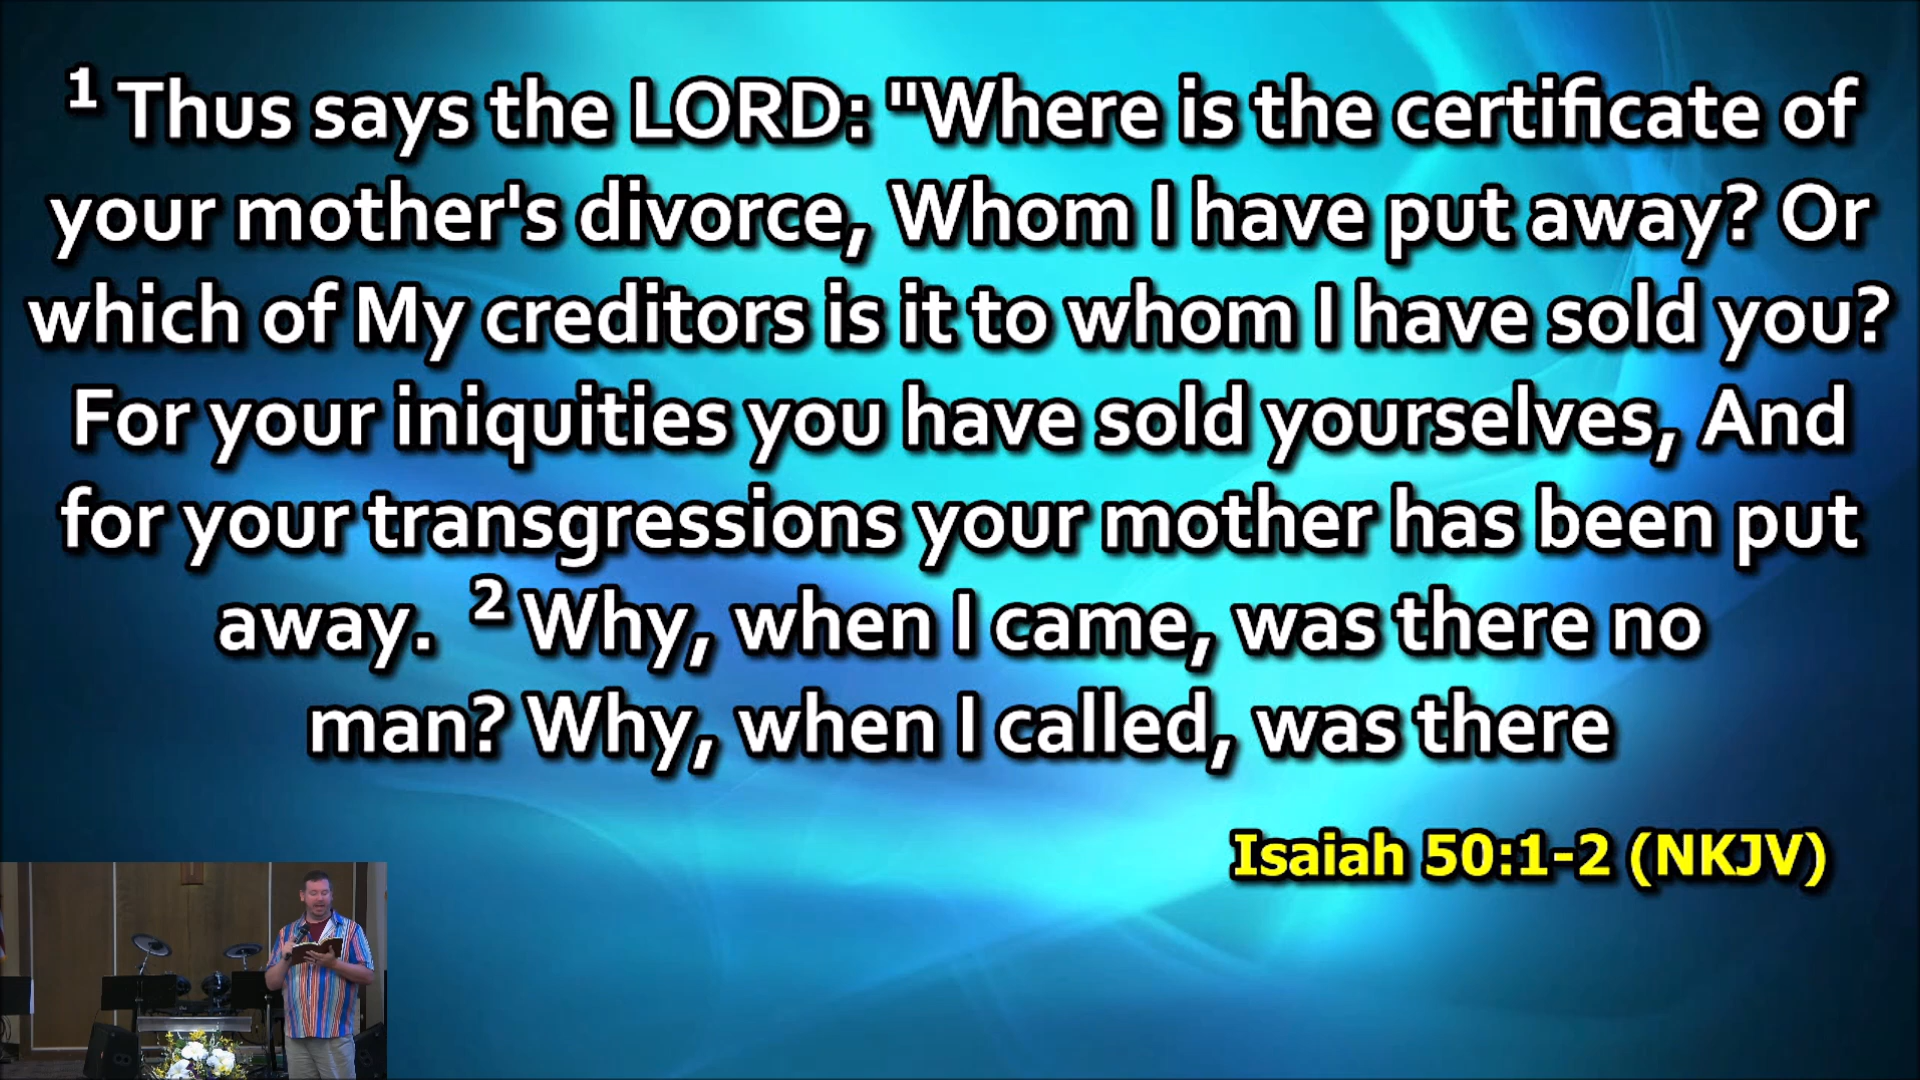 1 Thus says the LORD: "Where is the certificate of
your mother's divorce, Whom I have put away? Or
which of My creditors is it to whom I have sold you?
For your iniquities you have sold yourselves, And
for your transgressions your mother has been put
away. 2 Why, when I came, was there no
man? Why, when I called, was there
Isaiah 50:1-2 (NKJV)